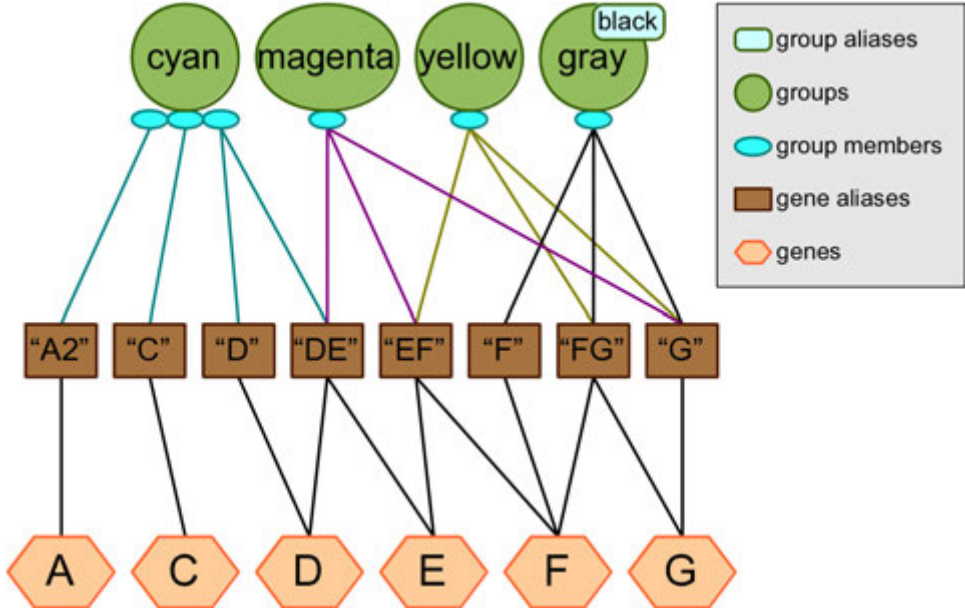 cyan
magenta
yellow
gray
black
group aliases
groups
group members
gene aliases
genes
“A2”
“C”
“D”
“DE”
“EF”
“F”
“FG”
“G”
A
C
D
E
F
G